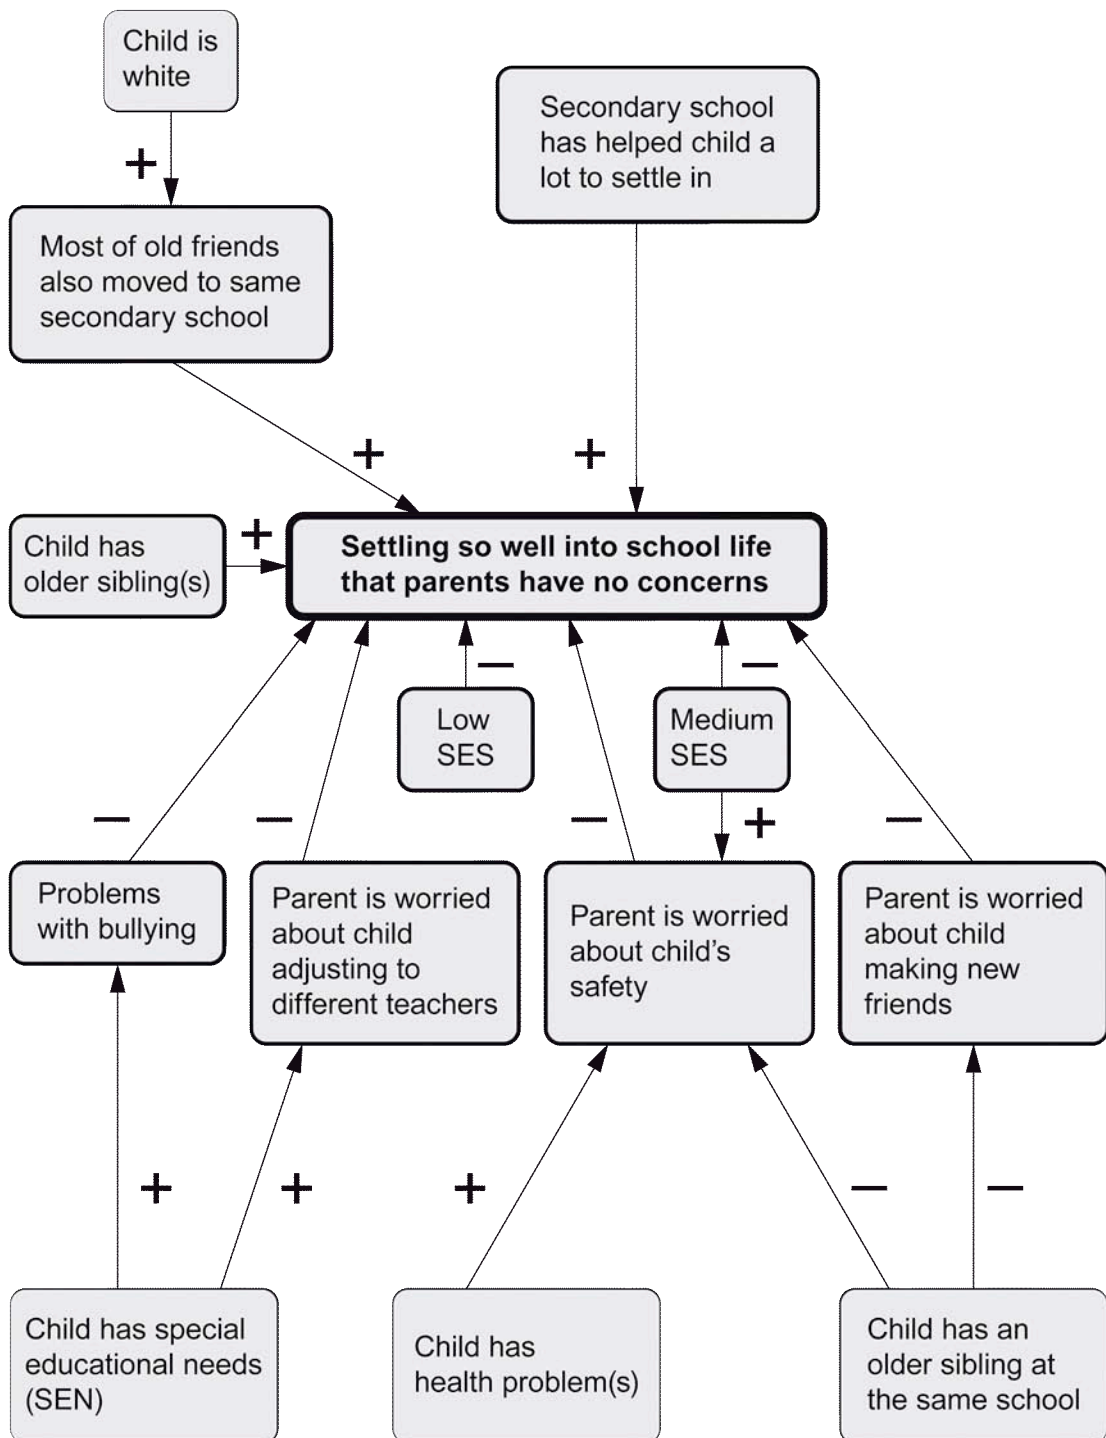 Child is
white
+
Secondary school
has helped child a
lot to settle in
Most of old friends
also moved to same
secondary school
+
+
Child has
older sibling(s)
+
Settling so well into school life
that parents have no concerns
–
Low
SES
–
Medium
SES
–
–
–
+
–
Problems
with bullying
Parent is worried
about child
adjusting to
different teachers
Parent is worried
about child’s
safety
Parent is worried
about child
making new
friends
+
+
+
–
–
Child has special
educational needs
(SEN)
Child has
health problem(s)
Child has an
older sibling at
the same school